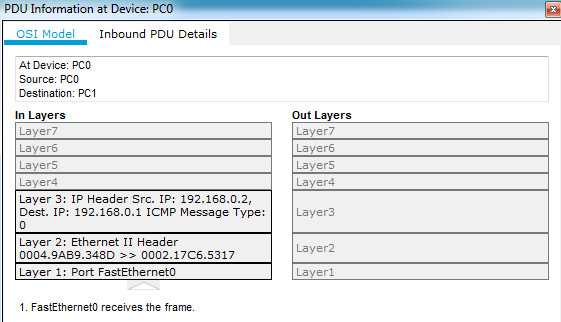 PDU Information at Device: PC0
OSI Model
Inbound PDU Details
At Device: PC0
Source: PC0
Destination: PC1
In Layers
Layer7
Layer6
Layer5
Layer4
Layer 3: IP Header Src. IP: 192.168.0.2,
Dest. IP: 192.168.0.1 ICMP Message Type:
0
Layer 2: Ethernet II Header
0004.9AB9.348D >> 0002.17C6.5317
Layer 1: Port FastEthernet0
Out Layers
Layer7
Layer6
Layer5
Layer4
Layer3
Layer2
Layer1
1. FastEthernet0 receives the frame.